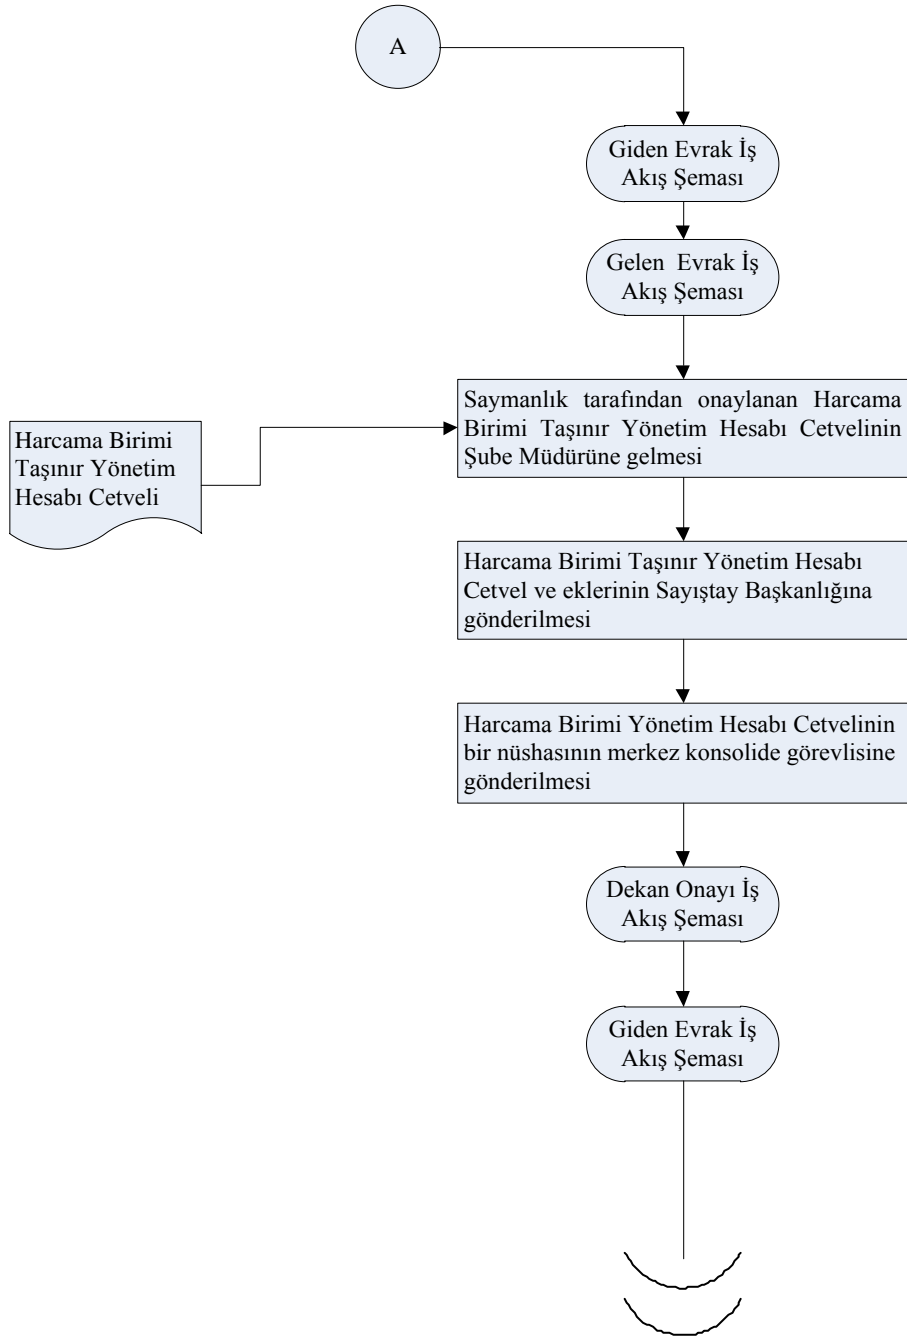 A
Giden Evrak İş
Akış Şeması
Gelen Evrak İş
Akış Şeması
Saymanlık tarafından onaylanan Harcama
Birimi Taşınır Yönetim Hesabı Cetvelinin
Şube Müdürüne gelmesi
Harcama Birimi
Taşınır Yönetim
Hesabı Cetveli
Harcama Birimi Taşınır Yönetim Hesabı
Cetvel ve eklerinin Sayıştay Başkanlığına
gönderilmesi
Harcama Birimi Yönetim Hesabı Cetvelinin
bir nüshasının merkez konsolide görevlisine
gönderilmesi
Dekan Onayı İş
Akış Şeması
Giden Evrak İş
Akış Şeması